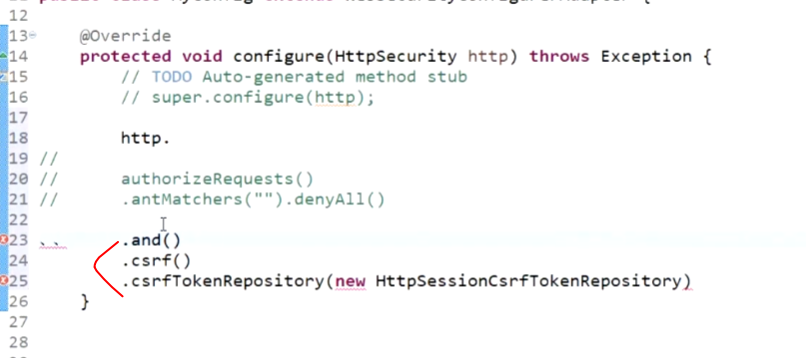 12
13 @Override
14 protected void configure(HttpSecurity http) throws Exception {
15 // TODO Auto-generated method stub
16 // super.configure(http);
17
18 http.
19 //
20 // authorizeRequests()
21 // .antMatchers("").denyAll()
22
23 .and()
24 .csrf()
25 .csrfTokenRepository(new HttpSessionCsrfTokenRepository)
26 }
27
28